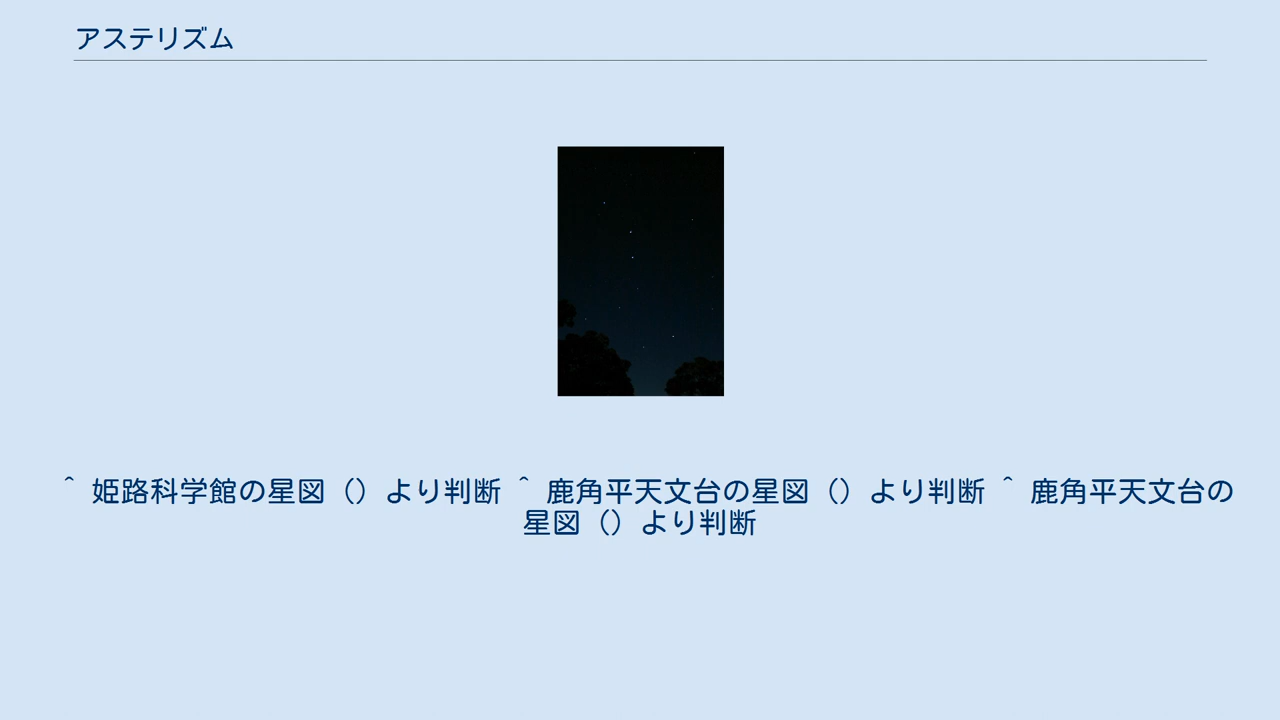 アステリズム
^ 姫路科学館の星図（）より判断 ^ 鹿角平天文台の星図（）より判断 ^ 鹿角平天文台の
星図（）より判断